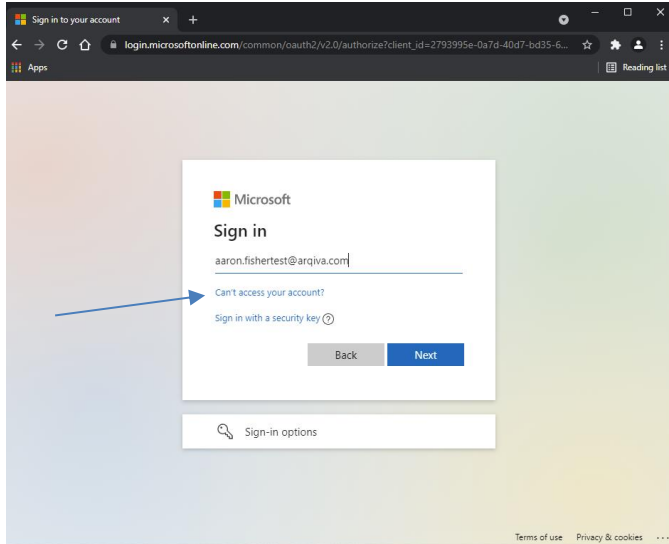 Sign in to your account
login.microsoftonline.com/common/oauth2/v2.0/authorize?client_id=2793995e-0a7d-40d7-bd35-6...
Apps
Reading list
Microsoft
Sign in
aaron.fishertest@arqiva.com
Can't access your account?
Sign in with a security key
Back Next
Sign-in options
Terms of use Privacy & cookies ...